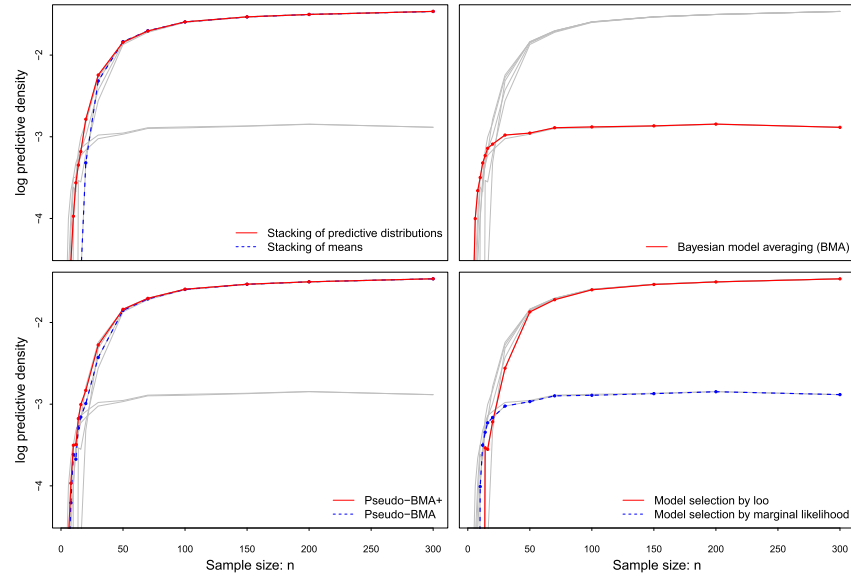 log predictive density
-2
-3
-4
Stacking of predictive distributions
Stacking of means
Bayesian model averaging (BMA)
log predictive density
-2
-3
-4
Pseudo−BMA+
Pseudo−BMA
Model selection by loo
Model selection by marginal likelihood
0 50 100 150 200 250 300
0 50 100 150 200 250 300
Sample size: n
Sample size: n